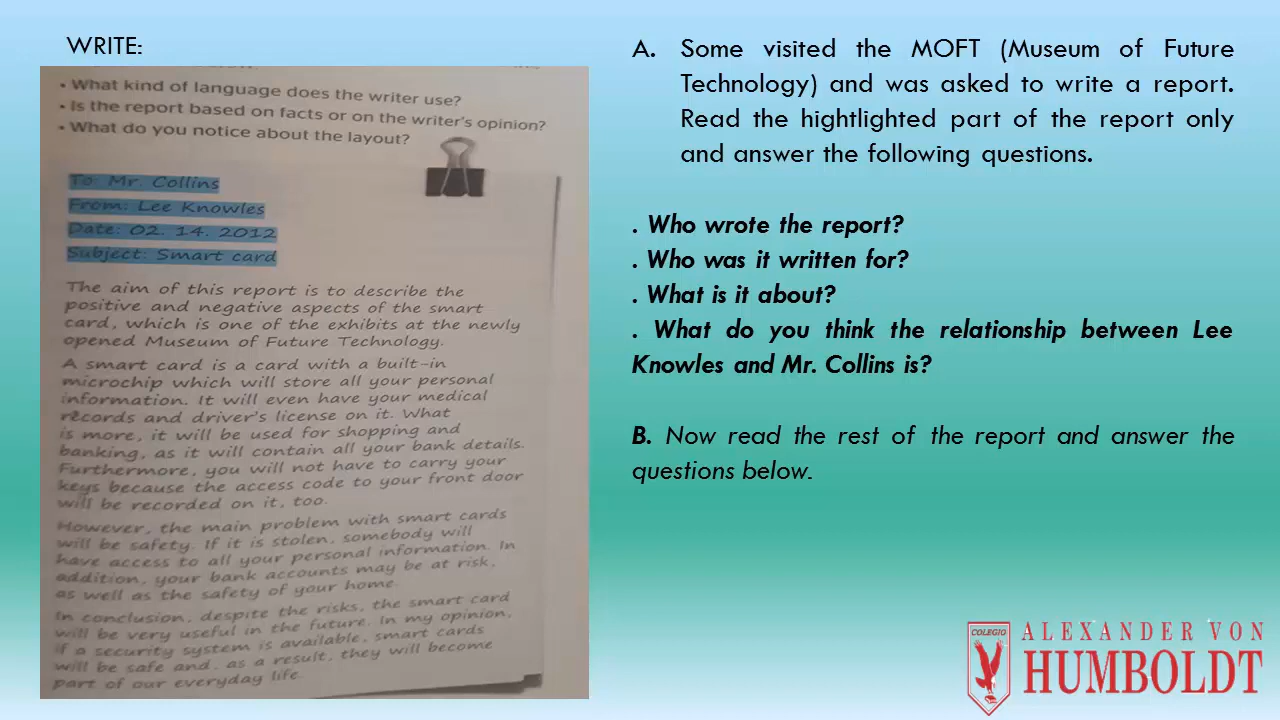 WRITE:
• What kind of language does the writer use?
• Is the report based on facts or on the writer's opinion?
• What do you notice about the layout?
To: Mr. Collins
From: Lee Knowles
Date: 02. 14. 2012
Subject: Smart card
The aim of this report is to describe the
positive and negative aspects of the smart
card, which is one of the exhibits at the newly
opened Museum of Future Technology.
A smart card is a card with a built-in
microchip which will store all your personal
information. It will even have your medical
records and driver's license on it. What
is more, it will be used for shopping and
banking, as it will contain all your bank details.
Furthermore, you will not have to carry your
keys because the access code to your front door
will be recorded on it, too.
However, the main problem with smart cards
will be safety. If it is stolen, somebody will
have access to all your personal information. In
addition, your bank accounts may be at risk,
as well as the safety of your home.
In conclusion, despite the risks, the smart card
will be very useful in the future. In my opinion,
if a security system is available, smart cards
will be safe and, as a result, they will become
part of our everyday life.
A. Some visited the MOFT (Museum of Future
Technology) and was asked to write a report.
Read the hightlighted part of the report only
and answer the following questions.
. Who wrote the report?
. Who was it written for?
. What is it about?
. What do you think the relationship between Lee
Knowles and Mr. Collins is?
B. Now read the rest of the report and answer the
questions below.
COLEGIO
ALEXANDER VON
HUMBOLDT